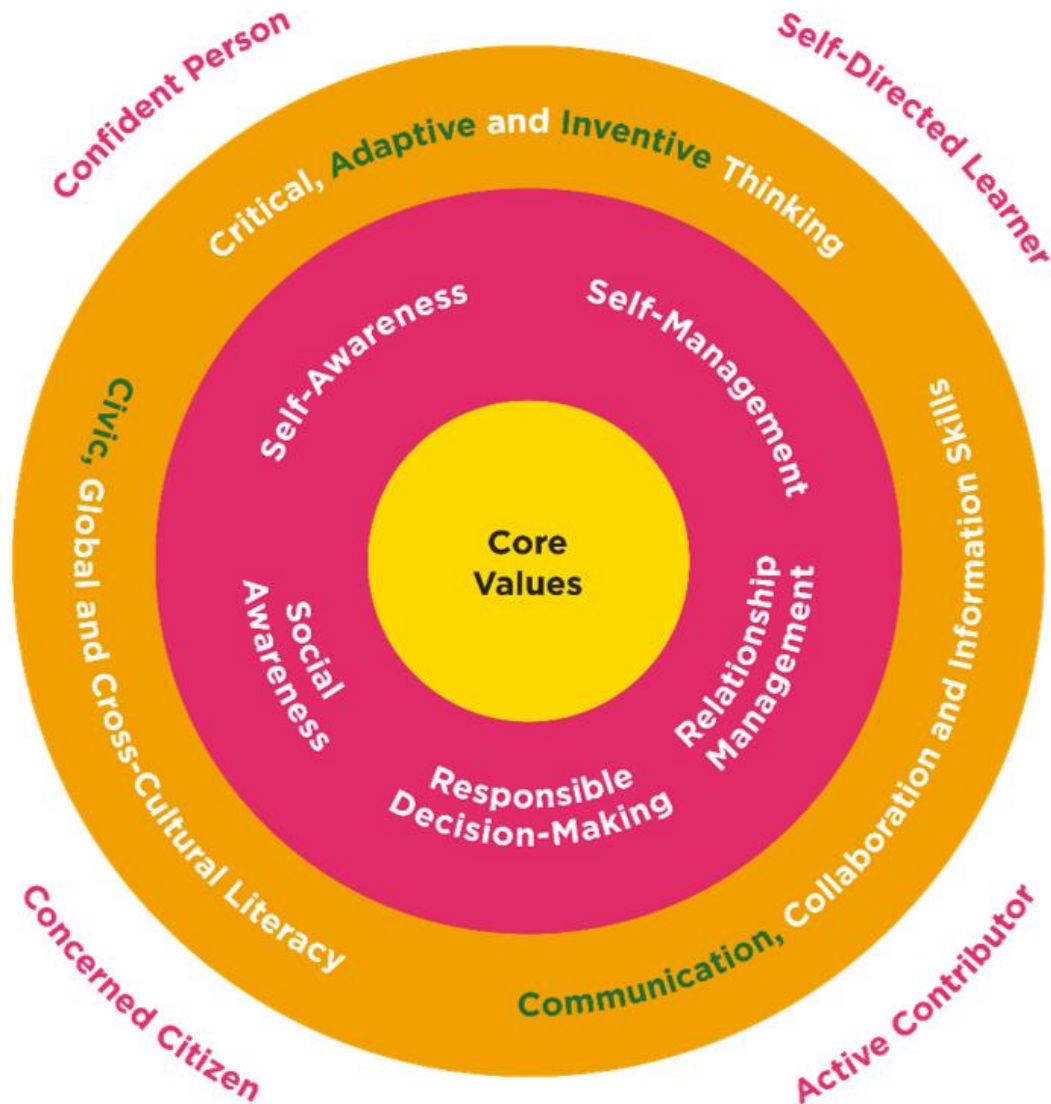 Confident Person
Self-Directed Learner
Critical, Adaptive and Inventive Thinking
Self-Awareness
Self-Management
Civic, Global and Cross-Cultural Literacy
Communication, Collaboration and Information Skills
Core
Values
Social
Awareness
Relationship
Management
Responsible
Decision-Making
Concerned Citizen
Active Contributor